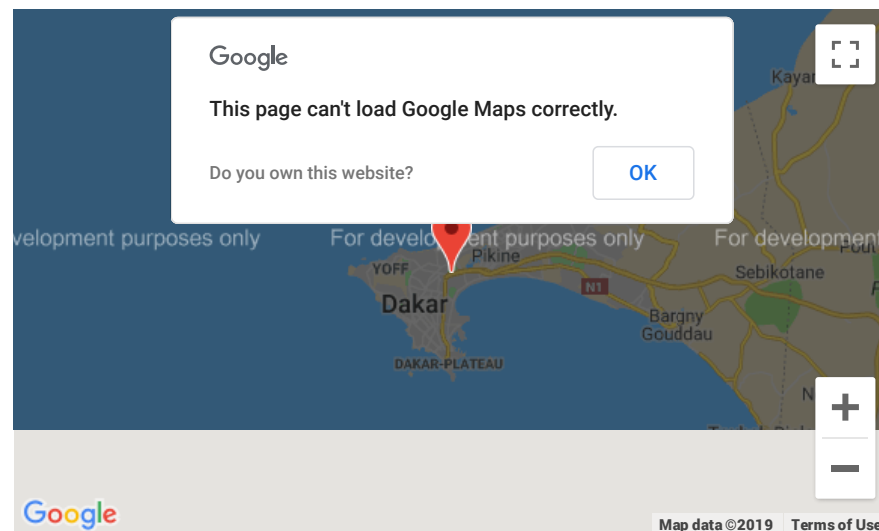 Google
This page can't load Google Maps correctly.
Do you own this website?
OK
velopment purposes only
For develo ent purposes only
For development
Pikine
YOFF
Sebikotane
N1
Dakar
Bargny
Gouddau
DAKAR-PLATEAU
Google
Map data ©2019
Terms of Use